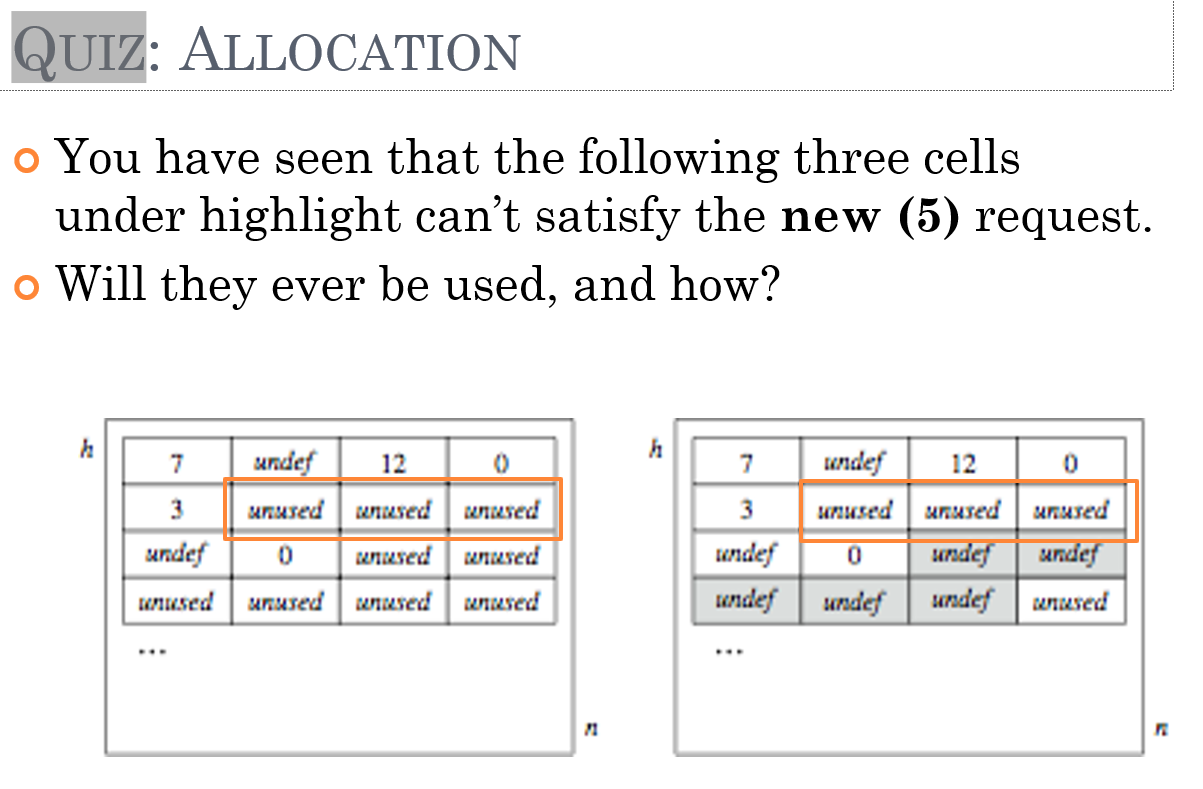 QUIZ: ALLOCATION
You have seen that the following three cells
under highlight can’t satisfy the new (5) request.
Will they ever be used, and how?
h
7 undef 12 0
3 unused unused unused
undef 0 unused unused
unused unused unused unused
...
n
h
7 undef 12 0
3 unused unused unused
undef 0 undef undef
undef undef undef unused
...
n